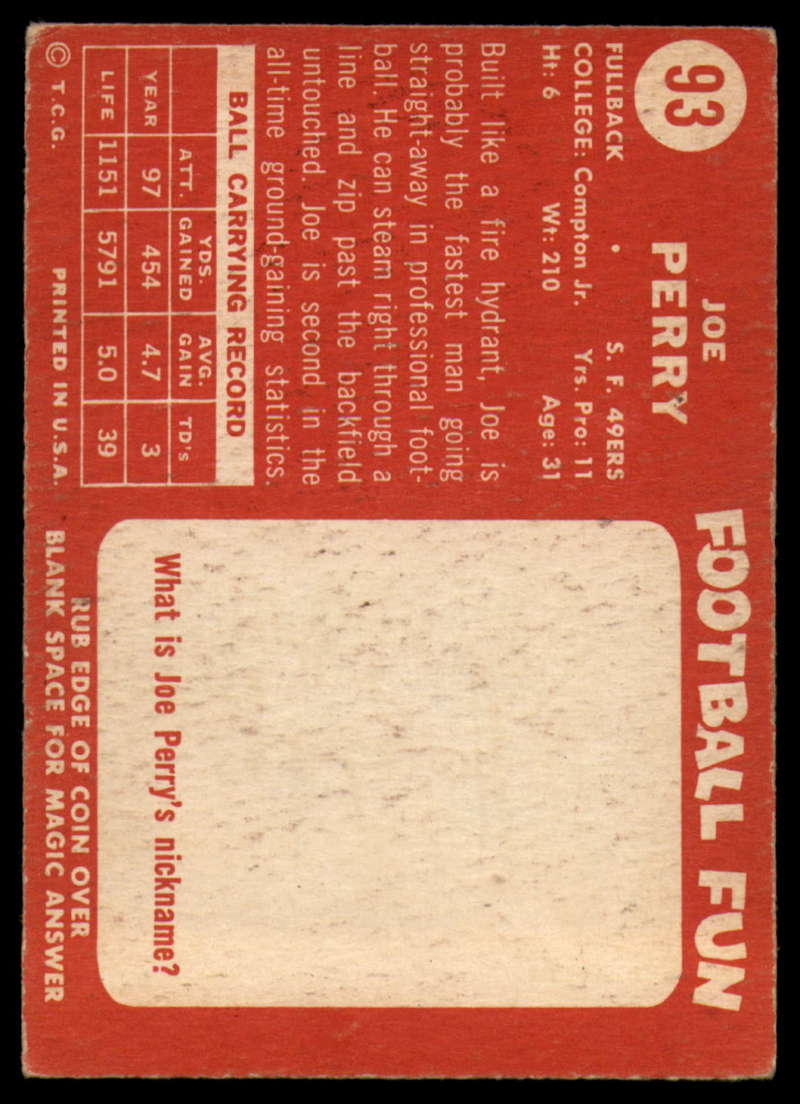 93
JOE
PERRY
FULLBACK • S. F. 49ERS
COLLEGE: Compton Jr. Yrs. Pro: 11
Ht: 6 Wt: 210 Age: 31
Built like a fire hydrant, Joe is
probably the fastest man going
straight-away in professional foot-
ball. He can steam right through a
line and zip past the backfield
untouched. Joe is second in the
all-time ground-gaining statistics.
BALL CARRYING RECORD
ATT. YDS. GAINED AVG. GAIN TD's
YEAR 97 454 4.7 3
LIFE 1151 5791 5.0 39
© T.C.G. PRINTED IN U.S.A.
FOOTBALL FUN
What is Joe Perry's nickname?
RUB EDGE OF COIN OVER
BLANK SPACE FOR MAGIC ANSWER